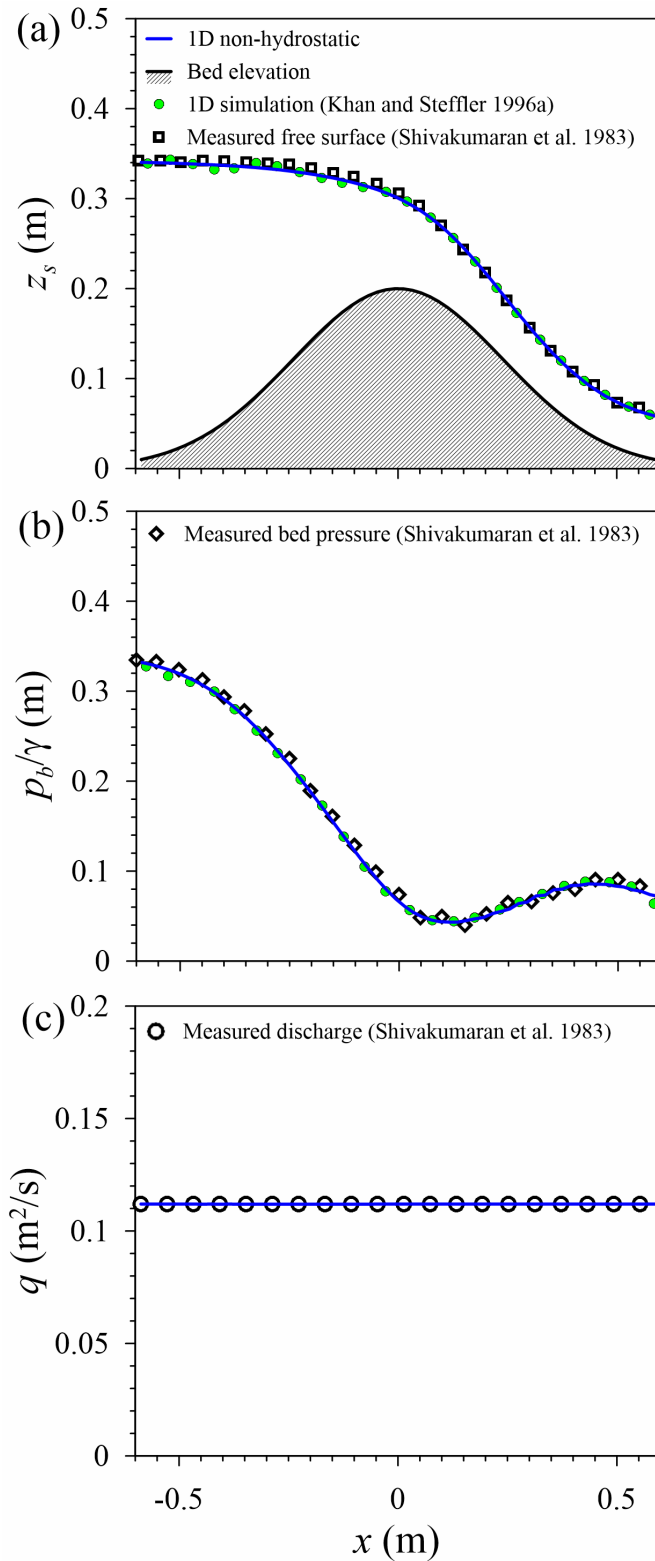 (a)
0.5
1D non-hydrostatic
Bed elevation
0.4
1D simulation (Khan and Steffler 1996a)
Measured free surface (Shivakumaran et al. 1983)
0.3
z_s (m)
0.2
0.1
0
(b)
0.5
Measured bed pressure (Shivakumaran et al. 1983)
0.4
0.3
p_b/γ (m)
0.2
0.1
0
(c)
0.2
Measured discharge (Shivakumaran et al. 1983)
0.15
q (m²/s)
0.1
0.05
0
-0.5 0 0.5
x (m)